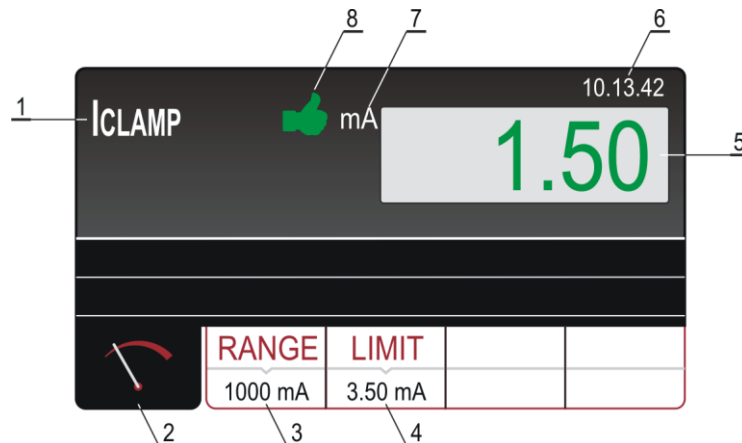 8 7 6
10.13.42
1 ICLAMP mA 1.50 5
RANGE LIMIT
1000 mA 3.50 mA
2 3 4